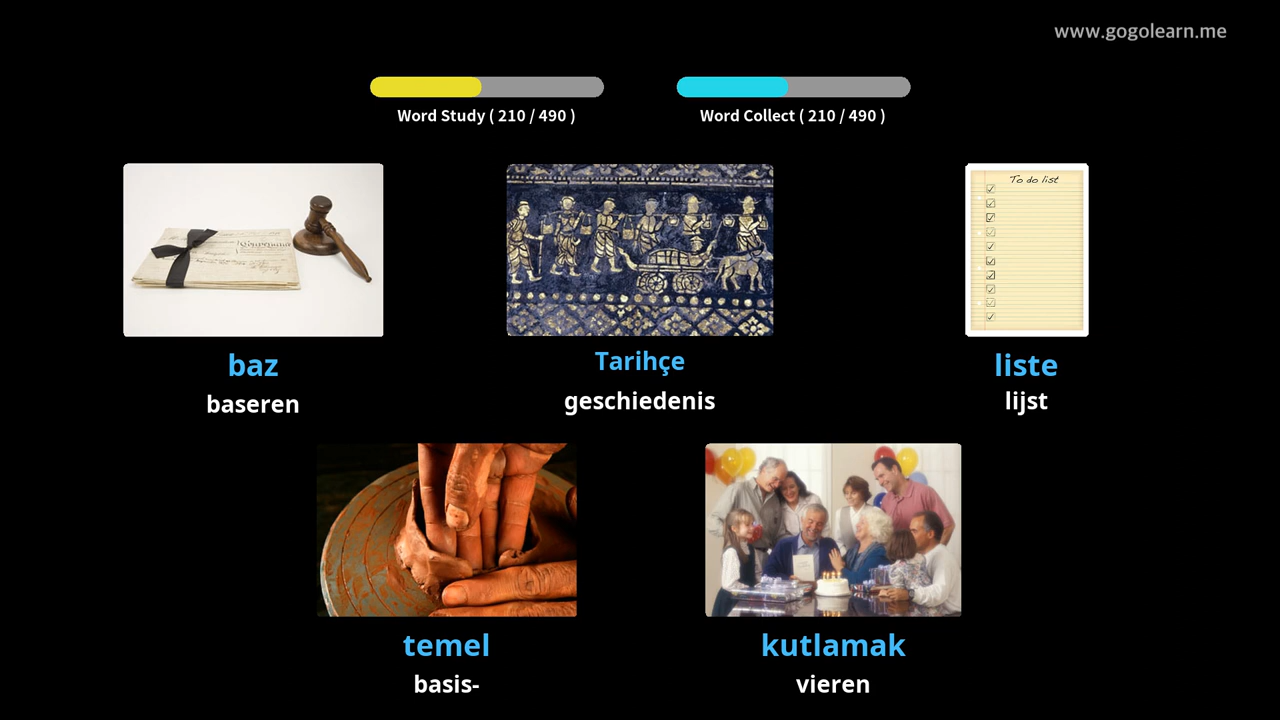 www.gogolearn.me
Word Study ( 210 / 490 )
Word Collect ( 210 / 490 )
To do list
baz
baseren
Tarihçe
geschiedenis
liste
lijst
temel
basis-
kutlamak
vieren